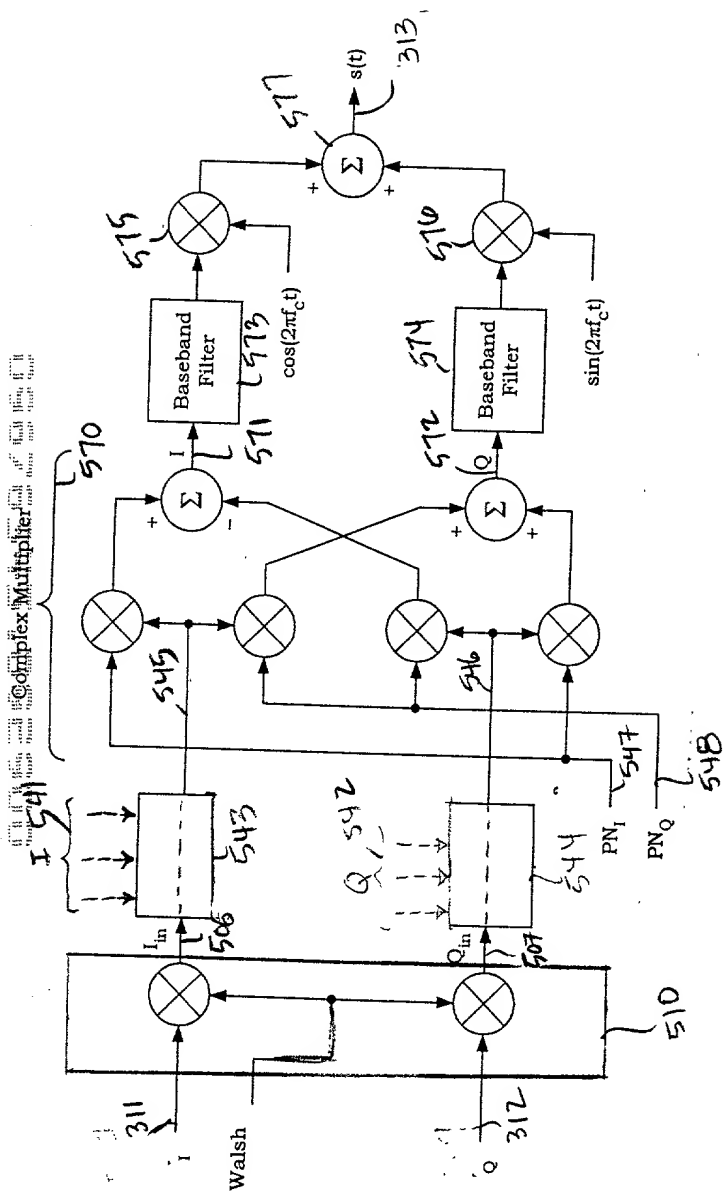 Complex Multiplier
570
I 541
311
I
Walsh
Q
312
510
I_in
506
543
Q 542
Q_in
507
544
545
546
PN_I
547
PN_Q
548
+
−
Σ
I
571
+
+
Σ
572
Q
Baseband
Filter
573
Baseband
Filter
574
575
cos(2πf_ct)
576
sin(2πf_ct)
577
+
+
Σ
s(t)
313